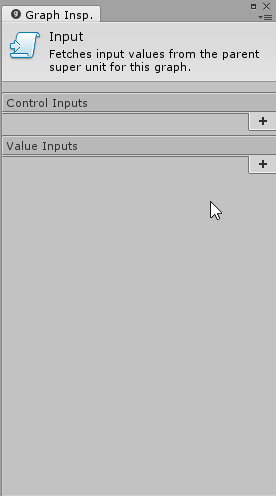 Graph Insp.
Input
Fetches input values from the parent
super unit for this graph.
Control Inputs
+
Value Inputs
+